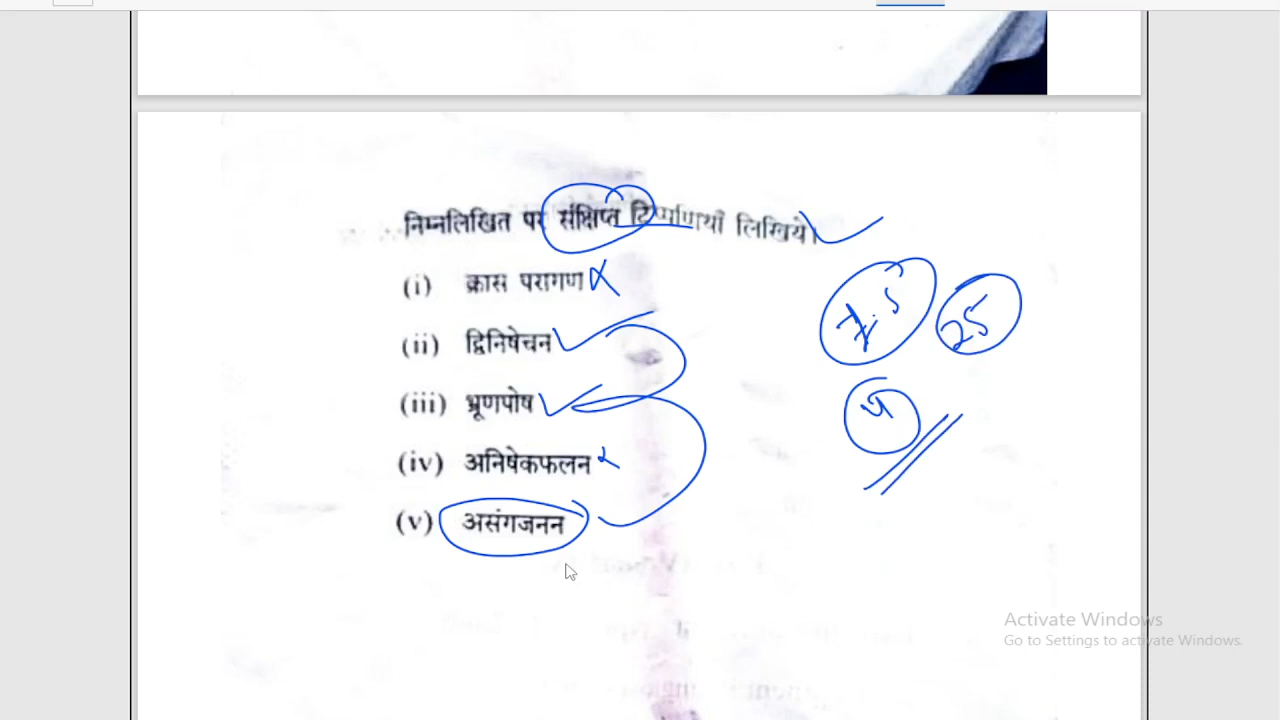 निम्नलिखित पर संक्षिप्त टिप्पणियाँ लिखिये।
(i) क्रास परागण
(ii) द्विनिषेचन
(iii) भ्रूणपोष
(iv) अनिषेकफलन
(v) असंगजनन
7.5
25
Activate Windows
Go to Settings to activate Windows.